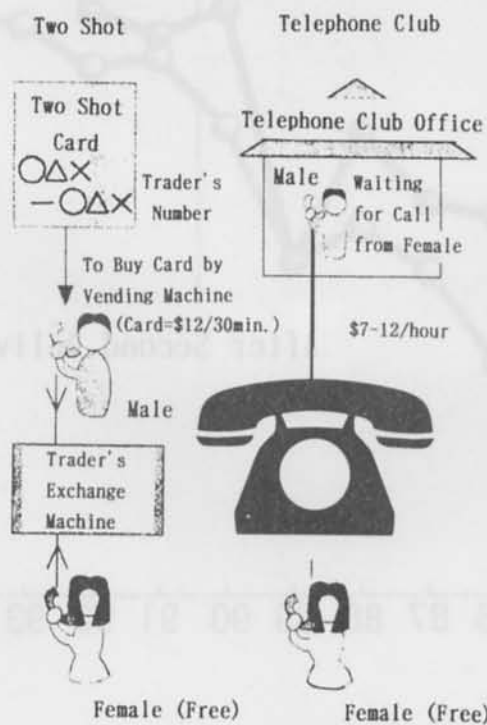 Two Shot
Two Shot
Card
○△×
－○△×
Trader's
Number
To Buy Card by
Vending Machine
(Card=$12/30min.)
Male
Trader's
Exchange
Machine
Female (Free)
Telephone Club
Telephone Club Office
Male
Waiting
for Call
from Female
$7-12/hour
Female (Free)